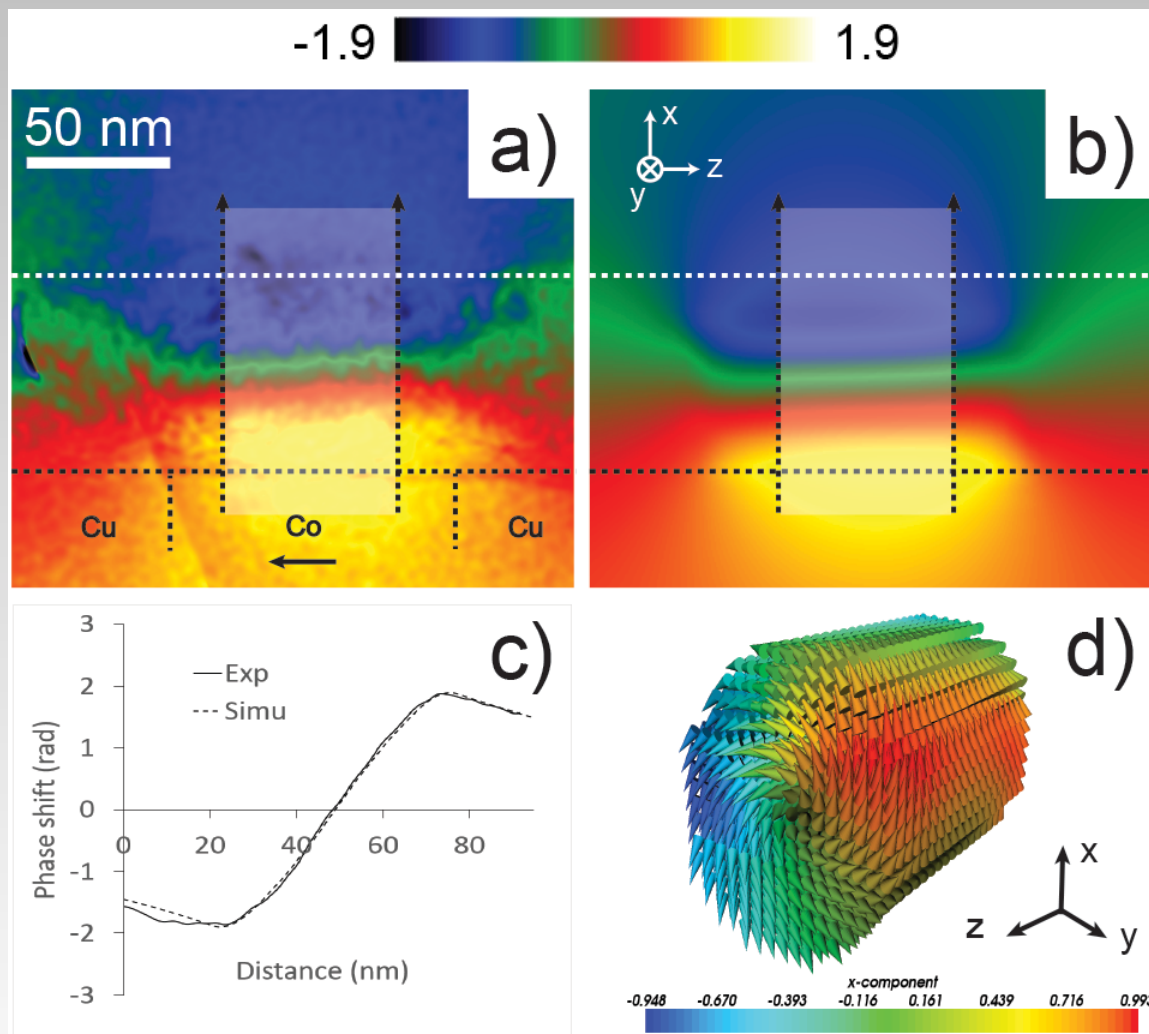 -1.9 1.9
50 nm
a)
b)
x
z
y
Cu
Co
Cu
c)
3
2
1
0
-1
-2
-3
0 20 40 60 80
Exp
Simu
Phase shift (rad)
Distance (nm)
d)
x
z
y
x-component
-0.948 -0.670 -0.393 -0.116 0.161 0.439 0.716 0.993